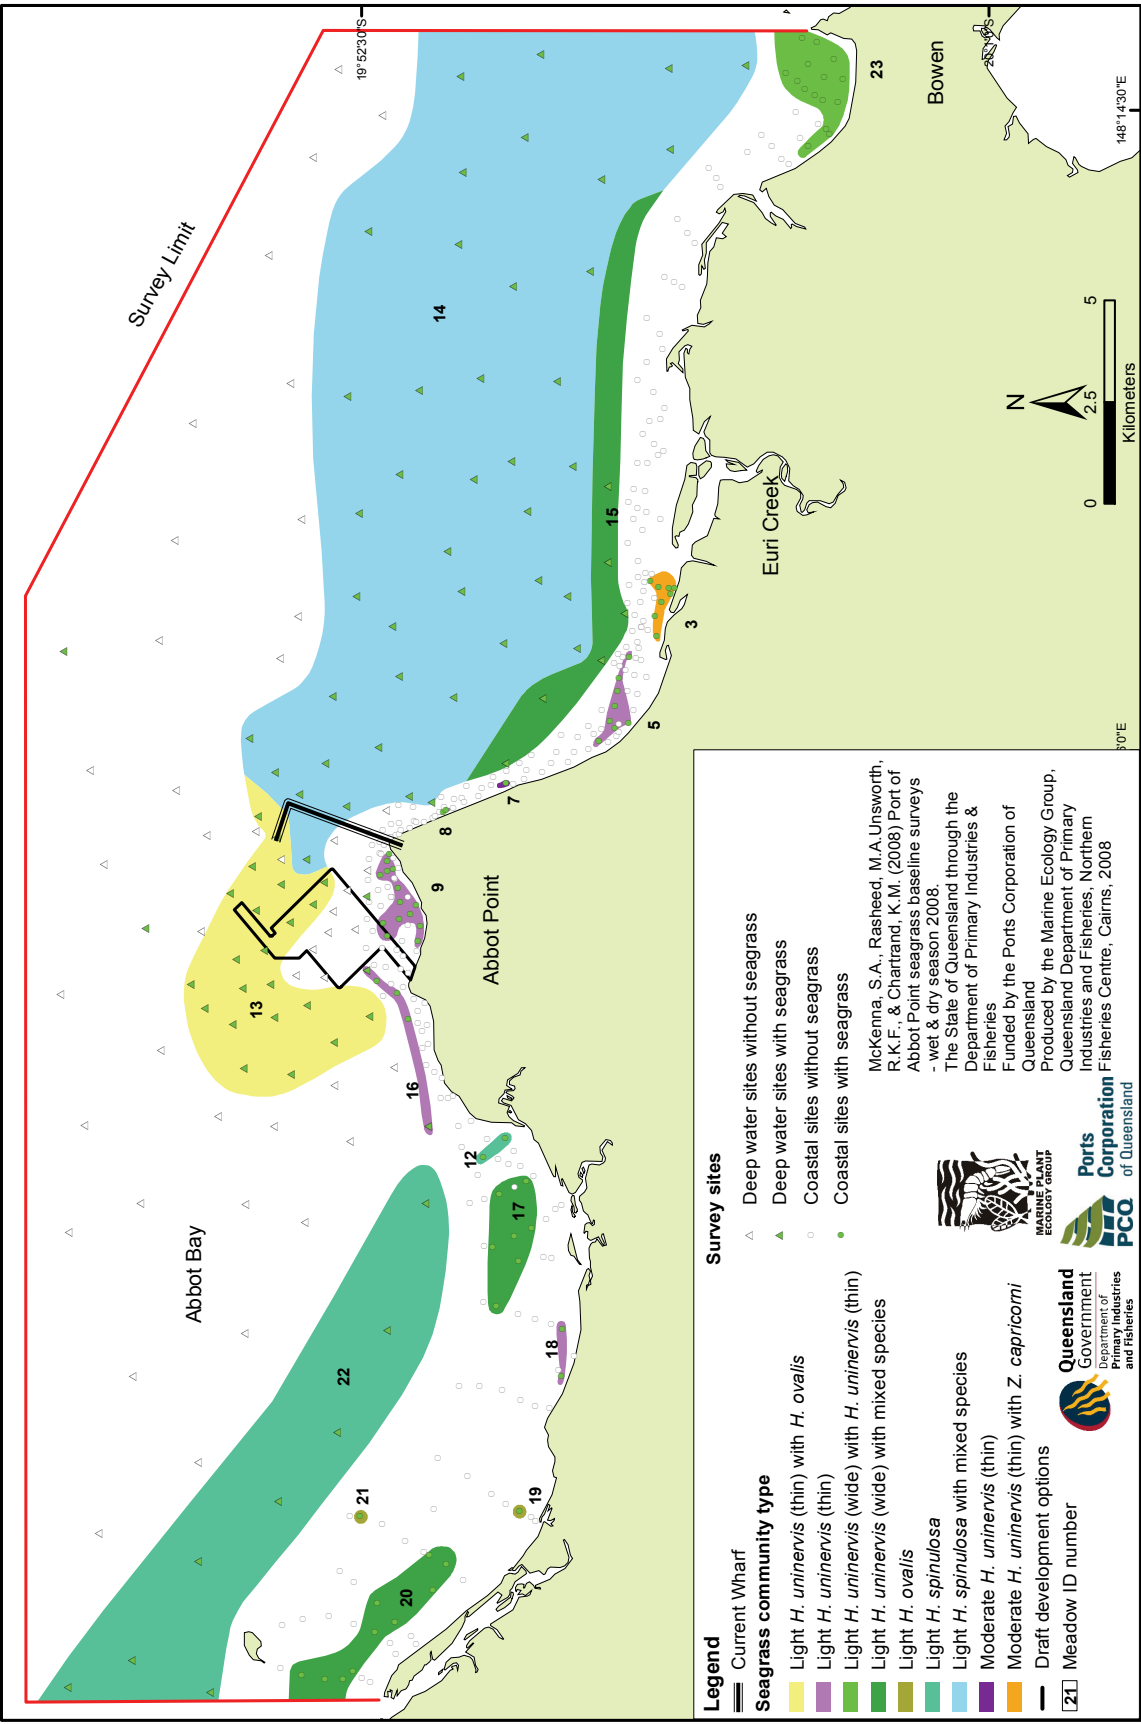 Survey Limit
Abbot Bay
14
13
22
15
16
17
18
12
20
21
19
9
8
7
5
3
23
Abbot Point
Euri Creek
Bowen
19°52'30"S
148°14'30"E
N
0 2.5 5
Kilometers
Legend
Current Wharf
Seagrass community type
Light H. uninervis (thin) with H. ovalis
Light H. uninervis (thin)
Light H. uninervis (wide) with H. uninervis (thin)
Light H. uninervis (wide) with mixed species
Light H. ovalis
Light H. spinulosa
Light H. spinulosa with mixed species
Moderate H. uninervis (thin)
Moderate H. uninervis (thin) with Z. capricorni
Draft development options
21 Meadow ID number
Survey sites
Deep water sites without seagrass
Deep water sites with seagrass
Coastal sites without seagrass
Coastal sites with seagrass
McKenna, S.A., Rasheed, M.A.Unsworth,
R.K.F., & Chartrand, K.M. (2008) Port of
Abbot Point seagrass baseline surveys
- wet & dry season 2008.
The State of Queensland through the
Department of Primary Industries &
Fisheries
Funded by the Ports Corporation of
Queensland
Produced by the Marine Ecology Group,
Queensland Department of Primary
Industries and Fisheries, Northern
Fisheries Centre, Cairns, 2008
Queensland
Government
Department of
Primary Industries
and Fisheries
MARINE PLANT
ECOLOGY GROUP
PCQ
Ports
Corporation
of Queensland